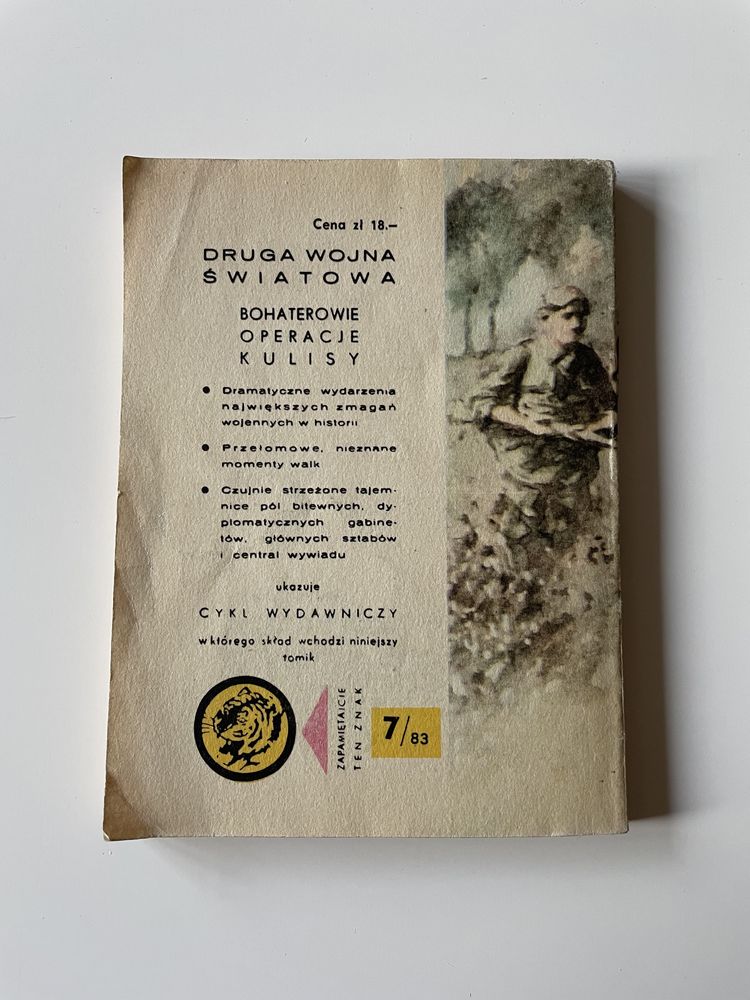 Cena zł 18.—
DRUGA WOJNA
ŚWIATOWA
BOHATEROWIE
OPERACJE
KULISY
● Dramatyczne wydarzenia
największych zmagań
wojennych w historii
● Przełomowe, nieznane
momenty walk
● Czujnie strzeżone tajem-
nice pól bitewnych, dy-
plomatycznych gabine-
tów, głównych sztabów
i central wywiadu
ukazuje
CYKL WYDAWNICZY
w którego skład wchodzi niniejszy
tomik
ZAPAMIĘTAJCIE
TEN ZNAK
7/83